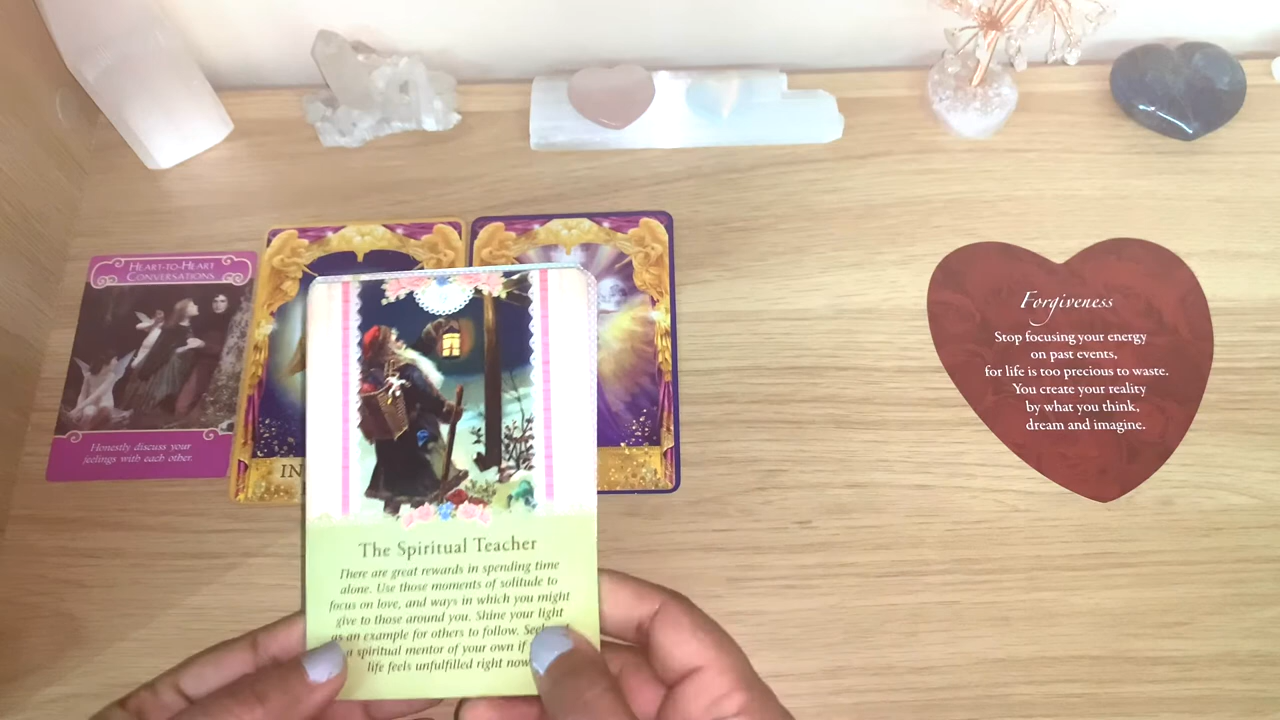 Heart-to-Heart
Conversations
Honestly discuss your
feelings with each other.
IN
The Spiritual Teacher
There are great rewards in spending time
alone. Use those moments of solitude to
focus on love, and ways in which you might
give to those around you. Shine your light
as an example for others to follow.
a spiritual mentor of your own if
life feels unfulfilled right now
Forgiveness
Stop focusing your energy
on past events,
for life is too precious to waste.
You create your reality
by what you think,
dream and imagine.